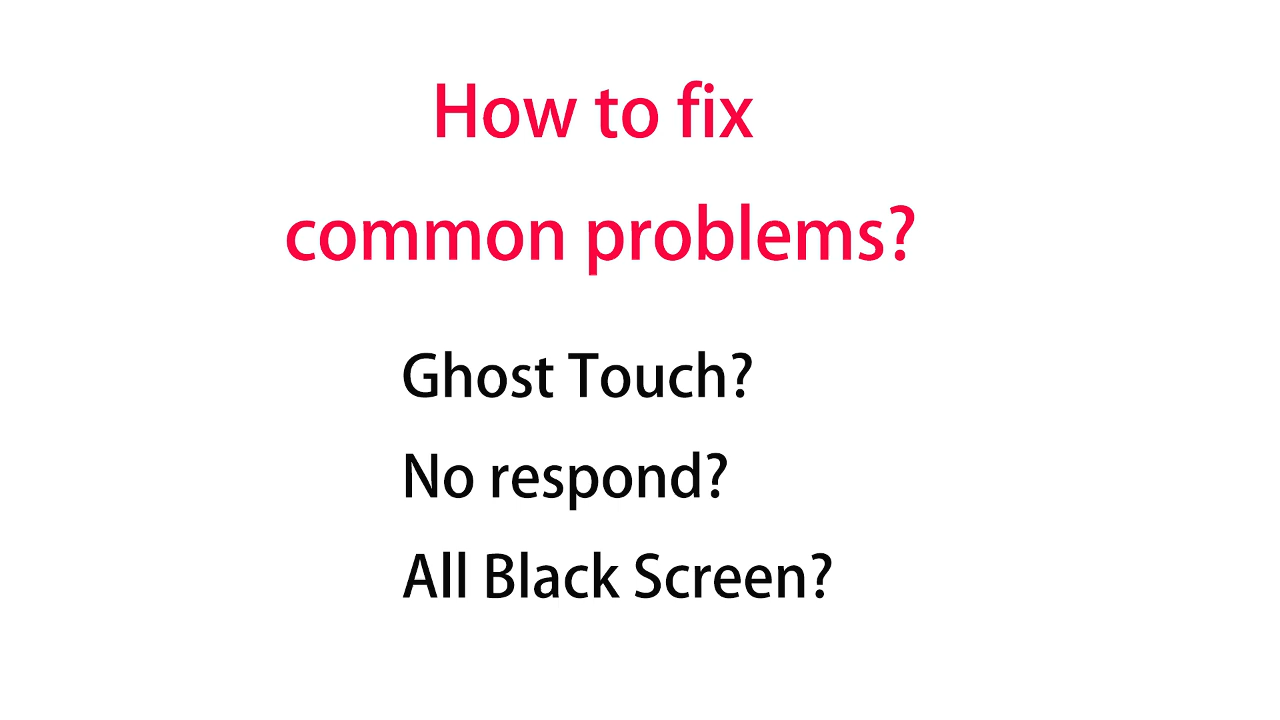 How to fix
common problems?
Ghost Touch?
No respond?
All Black Screen?